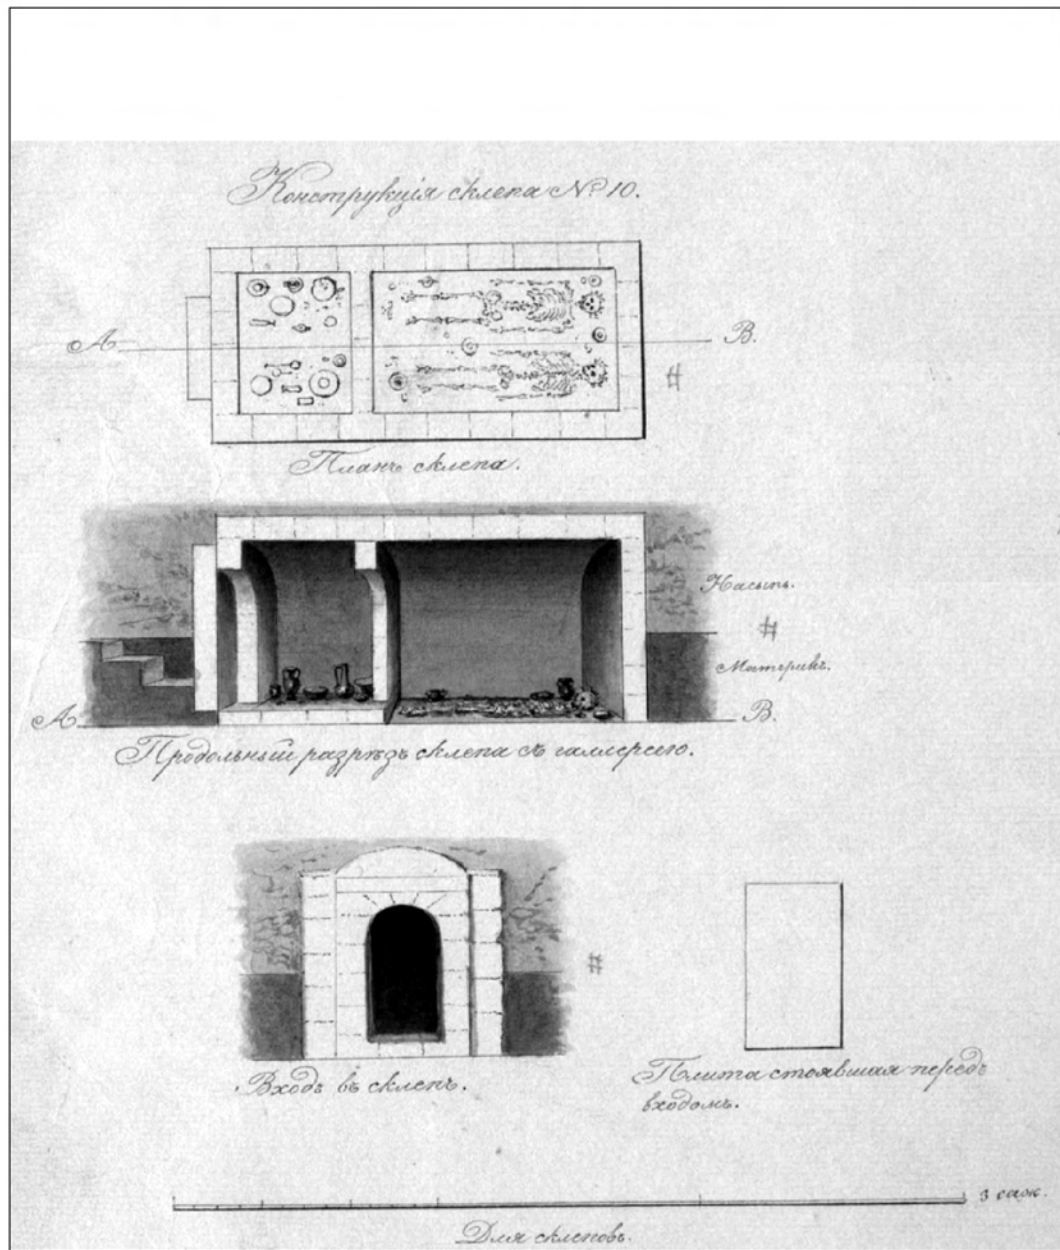 Конструкція склепа № 10.
А
В.
Планъ склепа.
Насыпь.
Материкъ.
А
В.
Продольный разрѣзъ склепа съ галлереею.
Входъ въ склепъ.
Плита стоявшая передъ
входомъ.
3 саж.
Для склеповъ.